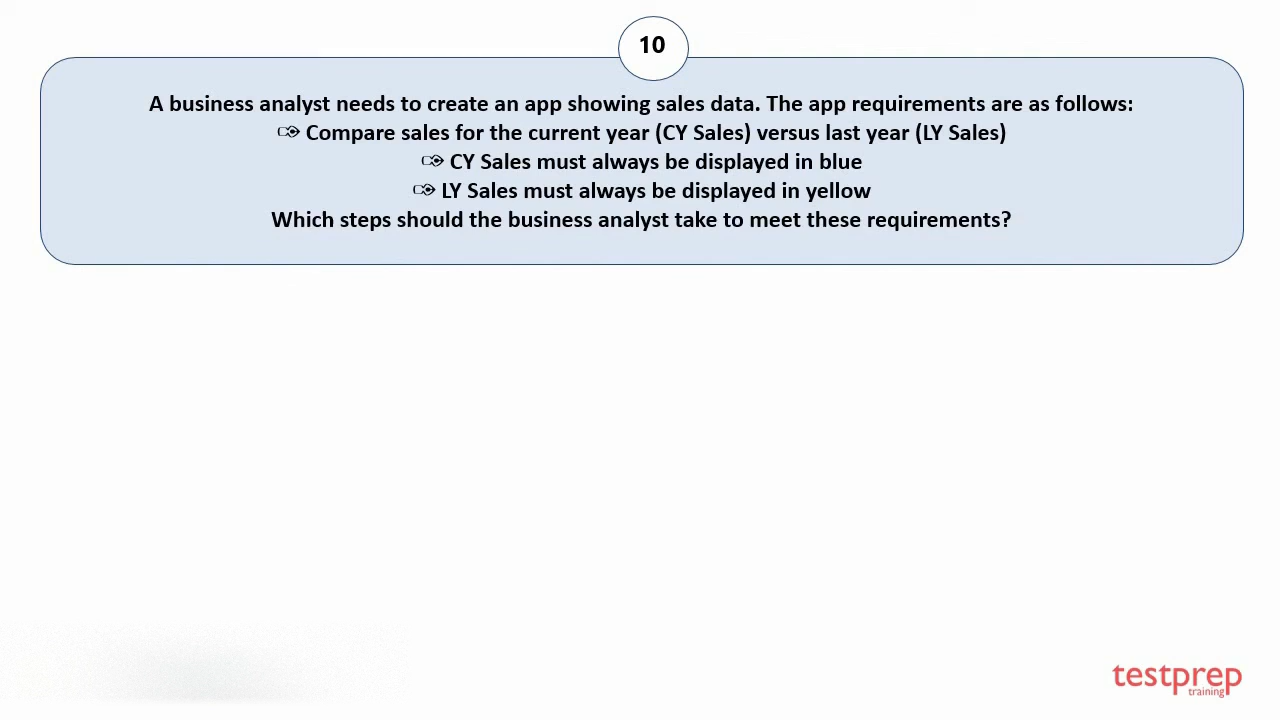 10
A business analyst needs to create an app showing sales data. The app requirements are as follows:
Compare sales for the current year (CY Sales) versus last year (LY Sales)
CY Sales must always be displayed in blue
LY Sales must always be displayed in yellow
Which steps should the business analyst take to meet these requirements?
testprep
training